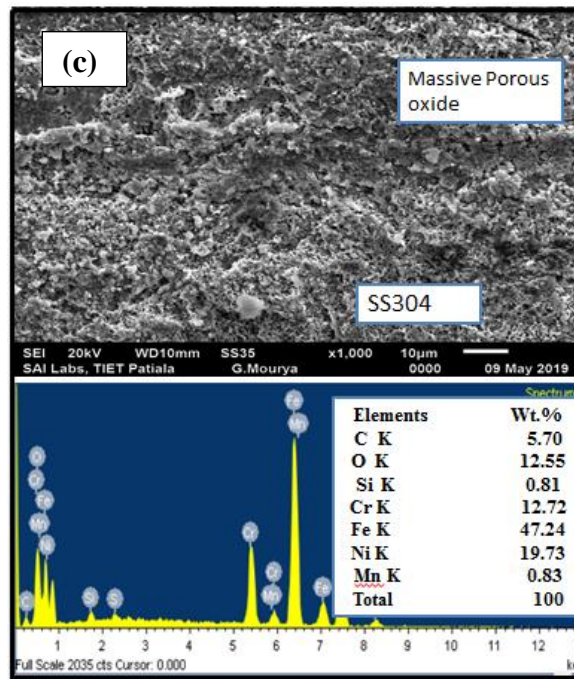 (c)
Massive Porous
oxide
SS304
SEI 20kV WD10mm SS35 x1,000 10µm
SAI Labs, TIET Patiala G.Mourya 0000 09 May 2019
Spectrum
Elements Wt.%
C K 5.70
O K 12.55
Si K 0.81
Cr K 12.72
Fe K 47.24
Ni K 19.73
Mn K 0.83
Total 100
Fe
Mn
O
Cr
Fe
Mn
Ni
C
Si
S
Cr
Cr
Mn
Fe
1 2 3 4 5 6 7 8 9 10 11 12
Full Scale 2035 cts Cursor: 0.000